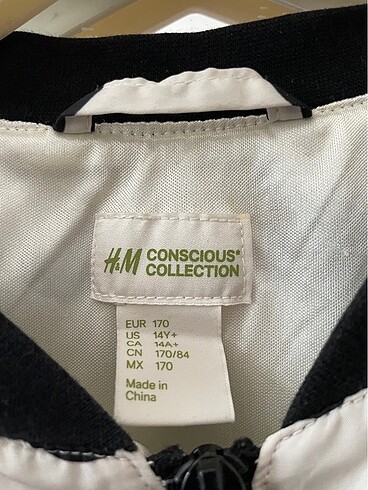 H&M CONSCIOUS*
COLLECTION
EUR 170
US 14Y+
CA 14A+
CN 170/84
MX 170
Made in
China